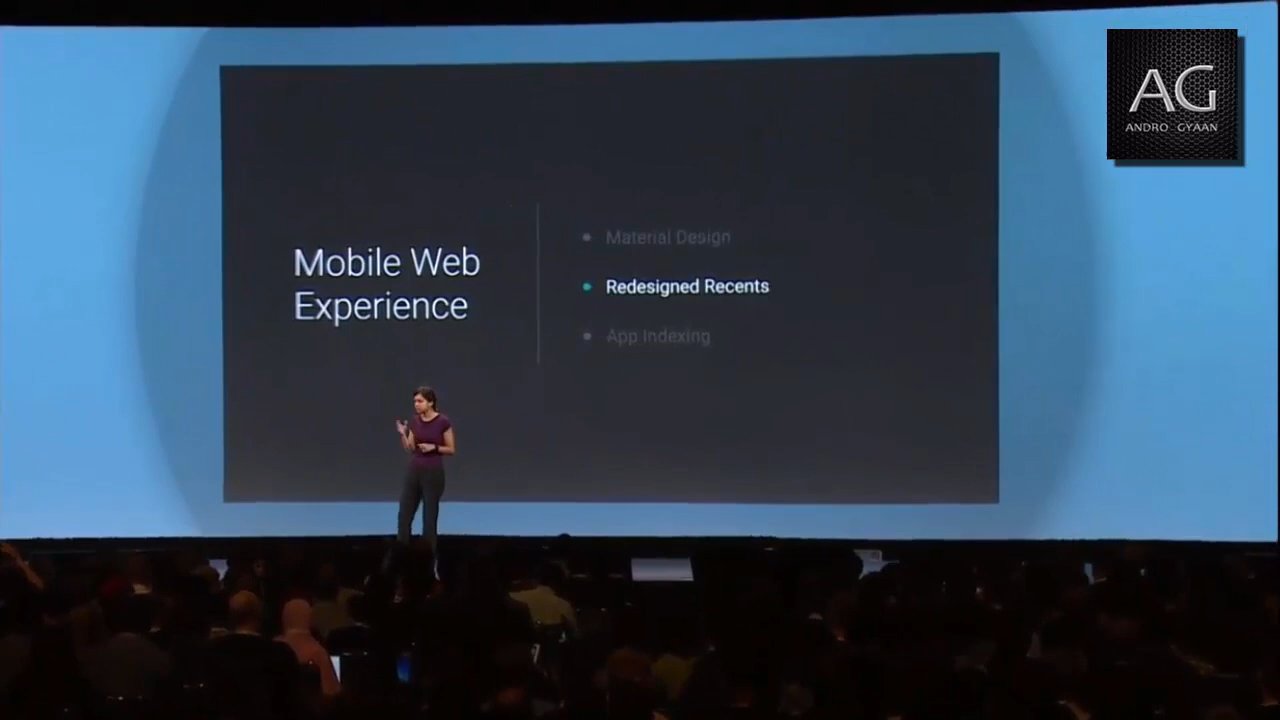 AG
ANDRO GYAAN
Mobile Web
Experience
Material Design
Redesigned Recents
App Indexing